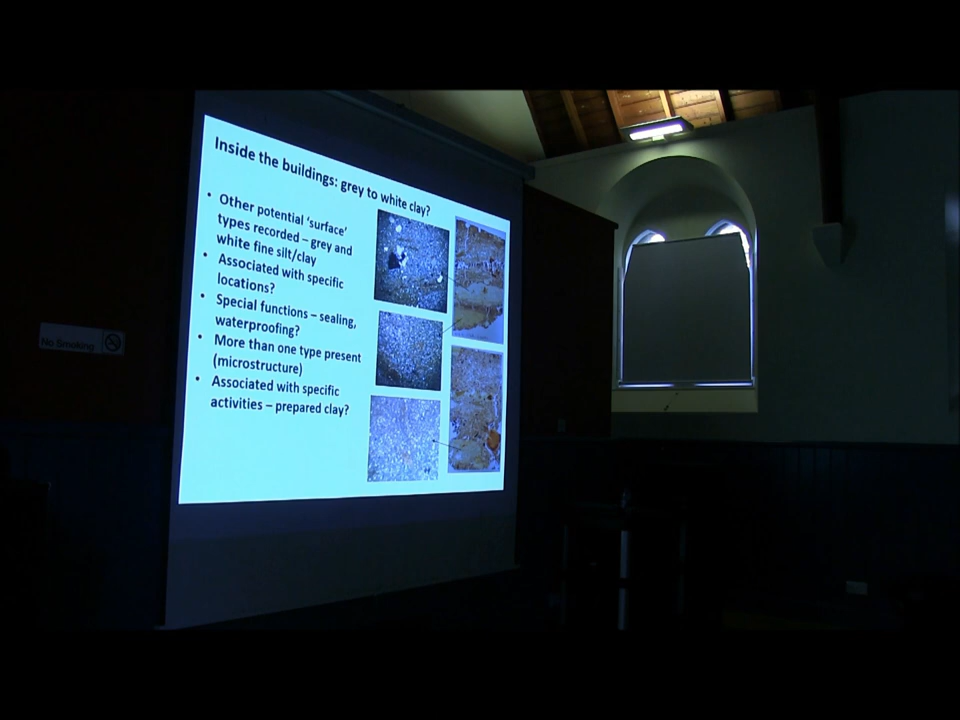 Inside the buildings: grey to white clay?
• Other potential ‘surface’
types recorded – grey and
white fine silt/clay
• Associated with specific
locations?
• Special functions – sealing,
waterproofing?
• More than one type present
(microstructure)
• Associated with specific
activities – prepared clay?
No Smoking